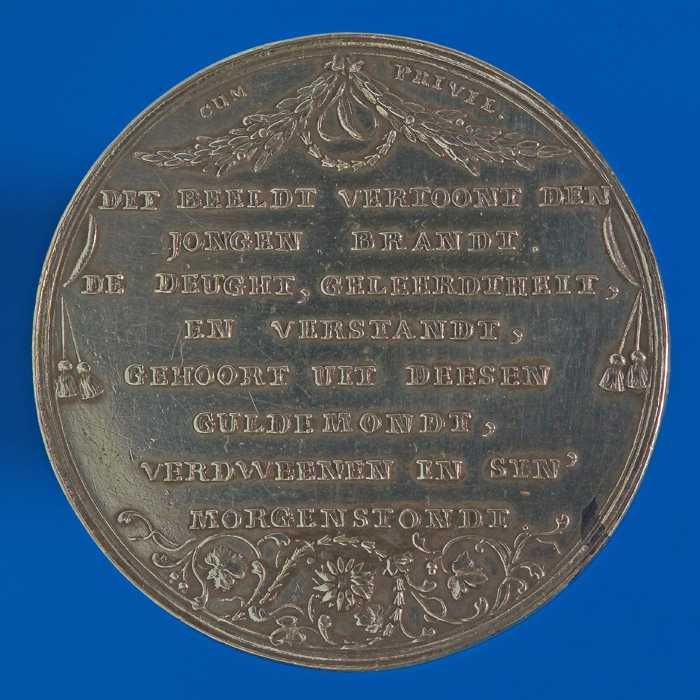 CUM PRIVIL.
DIT BEELDT VERTOONT DEN
JONGEN BRANDT.
DE DEUGHT, GELEERDTHEIT,
EN VERSTANDT,
GEHOORT UIT DEESEN
GULDE MONDT,
VERDWEENEN IN SYN,
MORGENSTONDT.